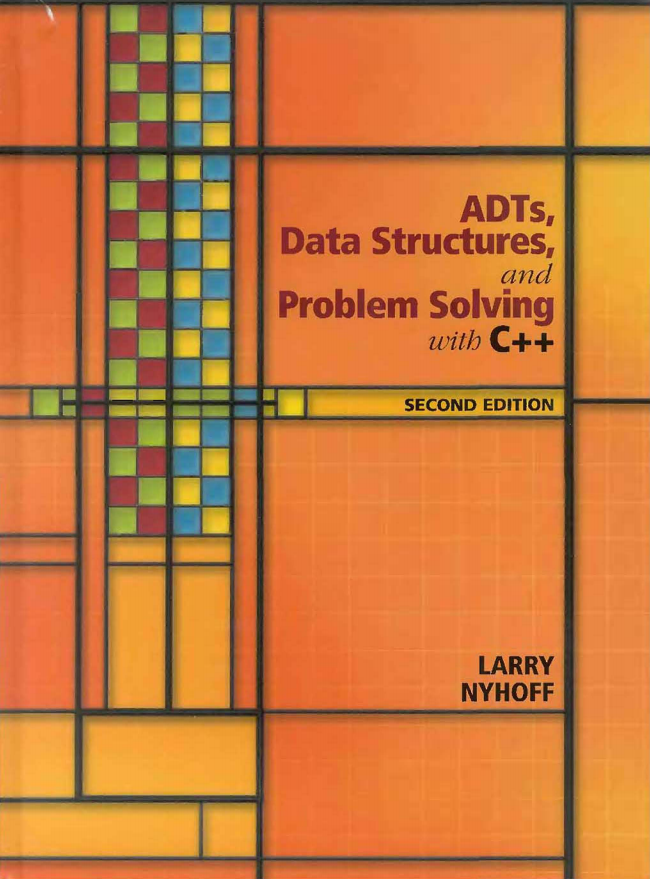 ADTs,
Data Structures,
and
Problem Solving
with C++
SECOND EDITION
LARRY
NYHOFF